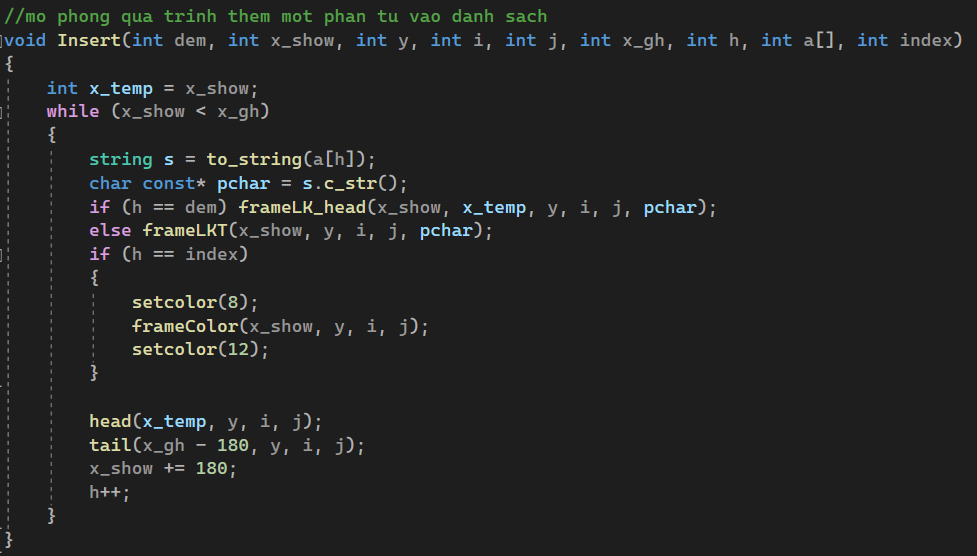 //mo phong qua trinh them mot phan tu vao danh sach
void Insert(int dem, int x_show, int y, int i, int j, int x_gh, int h, int a[], int index)
{
int x_temp = x_show;
while (x_show < x_gh)
{
string s = to_string(a[h]);
char const* pchar = s.c_str();
if (h == dem) frameLK_head(x_show, x_temp, y, i, j, pchar);
else frameLKT(x_show, y, i, j, pchar);
if (h == index)
{
setcolor(8);
frameColor(x_show, y, i, j);
setcolor(12);
}
head(x_temp, y, i, j);
tail(x_gh - 180, y, i, j);
x_show += 180;
h++;
}
}